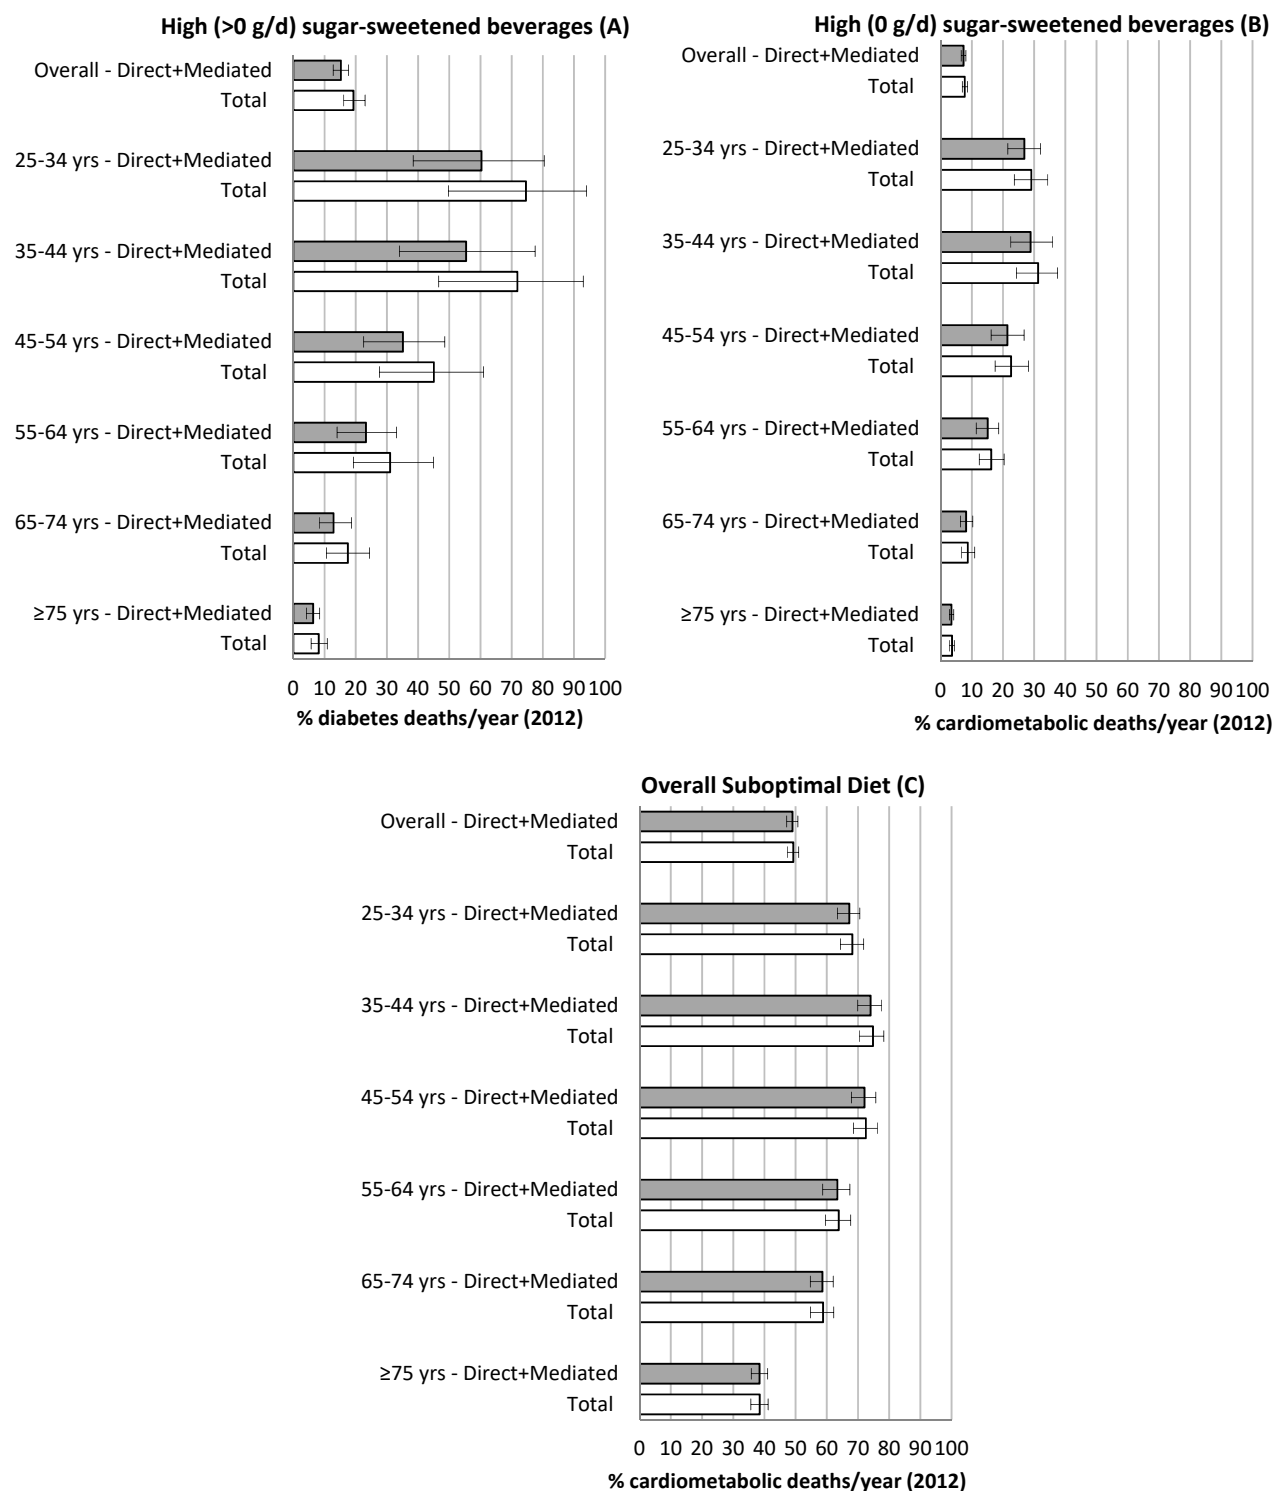 High (>0 g/d) sugar-sweetened beverages (A)
Overall - Direct+Mediated
Total
25-34 yrs - Direct+Mediated
Total
35-44 yrs - Direct+Mediated
Total
45-54 yrs - Direct+Mediated
Total
55-64 yrs - Direct+Mediated
Total
65-74 yrs - Direct+Mediated
Total
≥75 yrs - Direct+Mediated
Total
0 10 20 30 40 50 60 70 80 90 100
% diabetes deaths/year (2012)
High (0 g/d) sugar-sweetened beverages (B)
Overall - Direct+Mediated
Total
25-34 yrs - Direct+Mediated
Total
35-44 yrs - Direct+Mediated
Total
45-54 yrs - Direct+Mediated
Total
55-64 yrs - Direct+Mediated
Total
65-74 yrs - Direct+Mediated
Total
≥75 yrs - Direct+Mediated
Total
0 10 20 30 40 50 60 70 80 90 100
% cardiometabolic deaths/year (2012)
Overall Suboptimal Diet (C)
Overall - Direct+Mediated
Total
25-34 yrs - Direct+Mediated
Total
35-44 yrs - Direct+Mediated
Total
45-54 yrs - Direct+Mediated
Total
55-64 yrs - Direct+Mediated
Total
65-74 yrs - Direct+Mediated
Total
≥75 yrs - Direct+Mediated
Total
0 10 20 30 40 50 60 70 80 90 100
% cardiometabolic deaths/year (2012)